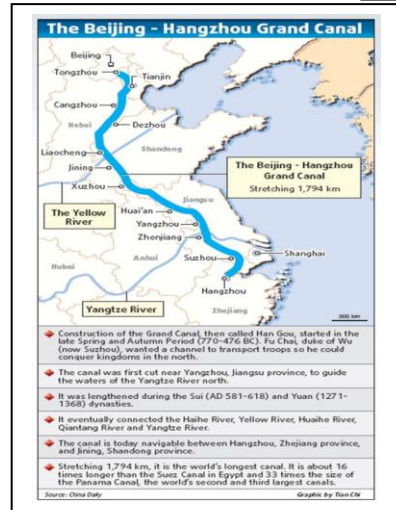 The Beijing - Hangzhou Grand Canal
Beijing
Tongzhou
Tianjin
Cangzhou
Hebei
Dezhou
Liaocheng
Shandong
Jining
The Beijing - Hangzhou
Grand Canal
Stretching 1,794 km
Xuzhou
The Yellow
River
Jiangsu
Huai'an
Yangzhou
Zhenjiang
Anhui
Suzhou
Shanghai
Hubei
Hangzhou
Yangtze River
Zhejiang
300 km
Construction of the Grand Canal, then called Han Gou, started in the
late Spring and Autumn Period (770-476 BC). Fu Chai, duke of Wu
(now Suzhou), wanted a channel to transport troops so he could
conquer kingdoms in the north.
The canal was first cut near Yangzhou, Jiangsu province, to guide
the waters of the Yangtze River north.
It was lengthened during the Sui (AD 581-618) and Yuan (1271-
1368) dynasties.
It eventually connected the Haihe River, Yellow River, Huaihe River,
Qiantang River and Yangtze River.
The canal is today navigable between Hangzhou, Zhejiang province,
and Jining, Shandong province.
Stretching 1,794 km, it is the world's longest canal. It is about 16
times longer than the Suez Canal in Egypt and 33 times the size of
the Panama Canal, the world's second and third largest canals.
Source: China Daily
Graphic by Tian Chi